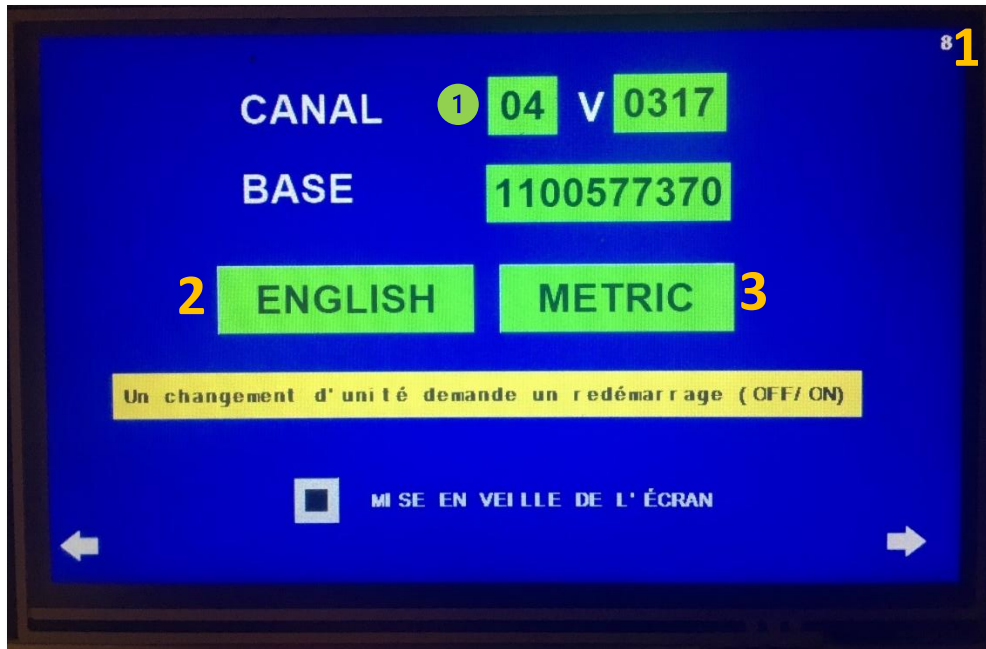 8 1
CANAL 1 04 V 0317
BASE 1100577370
2 ENGLISH METRIC 3
Un changement d'unité demande un redémarrage (OFF/ON)
MISE EN VEILLE DE L'ÉCRAN